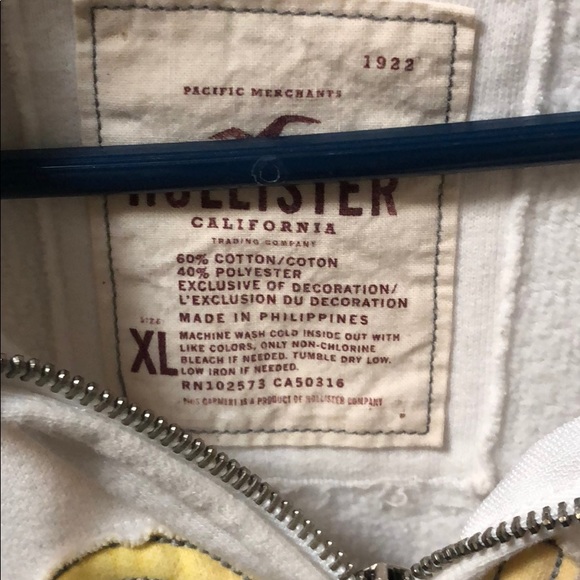 1922
PACIFIC MERCHANTS
HOLLISTER
CALIFORNIA
TRADING COMPANY
60% COTTON/COTON
40% POLYESTER
EXCLUSIVE OF DECORATION/
L'EXCLUSION DU DECORATION
MADE IN PHILIPPINES
SIZE
XL
MACHINE WASH COLD INSIDE OUT WITH
LIKE COLORS, ONLY NON-CHLORINE
BLEACH IF NEEDED. TUMBLE DRY LOW.
LOW IRON IF NEEDED.
RN102573 CA50316
THIS GARMENT IS A PRODUCT OF HOLLISTER COMPANY